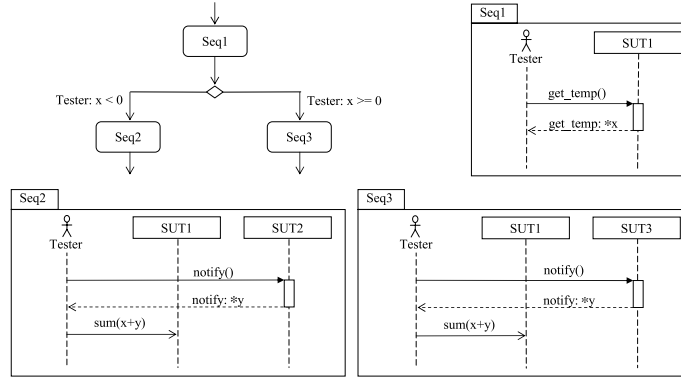 Seq1
Tester: x < 0
Tester: x >= 0
Seq2
Seq3
Seq1
Tester
SUT1
get_temp()
get_temp: *x
Seq2
Tester
SUT1
SUT2
notify()
notify: *y
sum(x+y)
Seq3
Tester
SUT1
SUT3
notify()
notify: *y
sum(x+y)